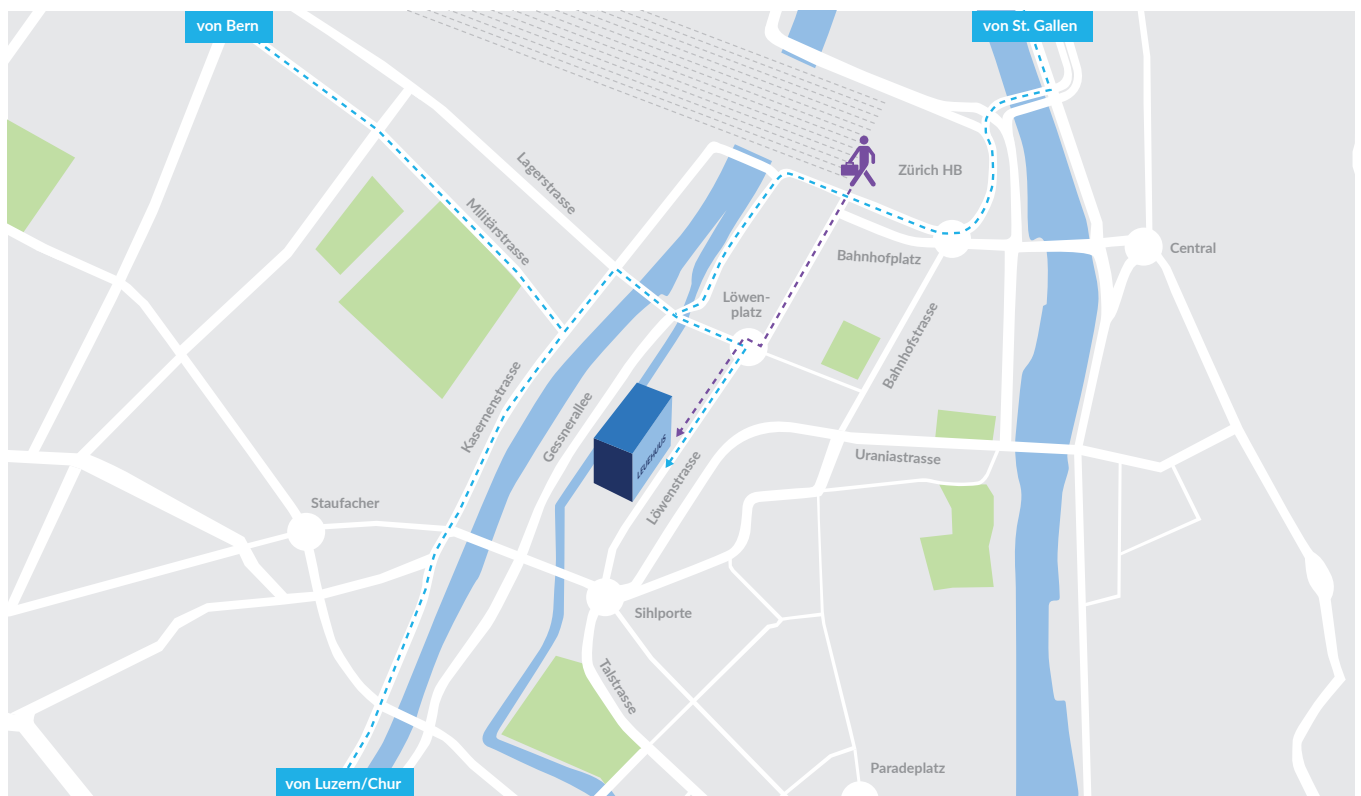 von Bern
von St. Gallen
Lagerstrasse
Zürich HB
Militärstrasse
Bahnhofplatz
Central
Löwen-
platz
Bahnhofstrasse
Kasernenstrasse
Gessnerallee
LEUEHUUS
Uraniastrasse
Löwenstrasse
Staufacher
Sihlporte
Talstrasse
Paradeplatz
von Luzern/Chur